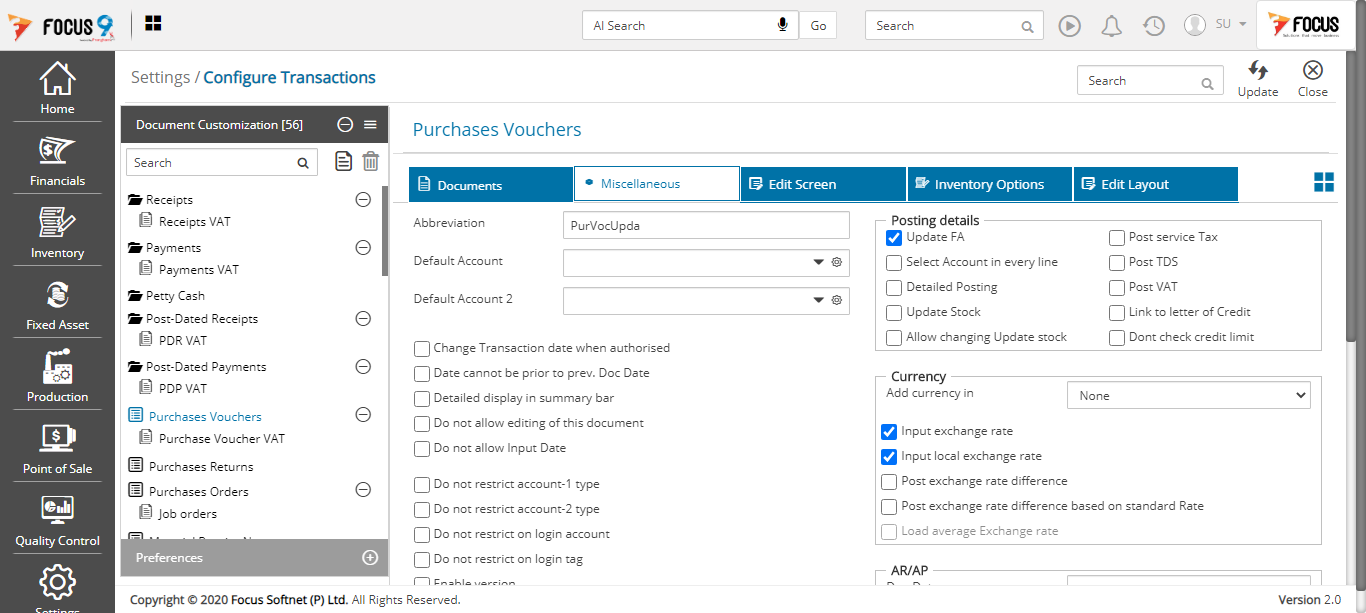 FOCUS 9
AI Search
Go
Search
SU
FOCUS
Home
Financials
Inventory
Fixed Asset
Production
Point of Sale
Quality Control
Settings
Settings / Configure Transactions
Search
Update
Close
Document Customization [56]
Search
Receipts
Receipts VAT
Payments
Payments VAT
Petty Cash
Post-Dated Receipts
PDR VAT
Post-Dated Payments
PDP VAT
Purchases Vouchers
Purchase Voucher VAT
Purchases Returns
Purchases Orders
Job orders
Preferences
Purchases Vouchers
Documents
Miscellaneous
Edit Screen
Inventory Options
Edit Layout
Abbreviation
PurVocUpda
Default Account
Default Account 2
Change Transaction date when authorised
Date cannot be prior to prev. Doc Date
Detailed display in summary bar
Do not allow editing of this document
Do not allow Input Date
Do not restrict account-1 type
Do not restrict account-2 type
Do not restrict on login account
Do not restrict on login tag
Enable version
Posting details
Update FA
Post service Tax
Select Account in every line
Post TDS
Detailed Posting
Post VAT
Update Stock
Link to letter of Credit
Allow changing Update stock
Dont check credit limit
Currency
Add currency in
None
Input exchange rate
Input local exchange rate
Post exchange rate difference
Post exchange rate difference based on standard Rate
Load average Exchange rate
AR/AP
Copyright © 2020 Focus Softnet (P) Ltd. All Rights Reserved.
Version 2.0